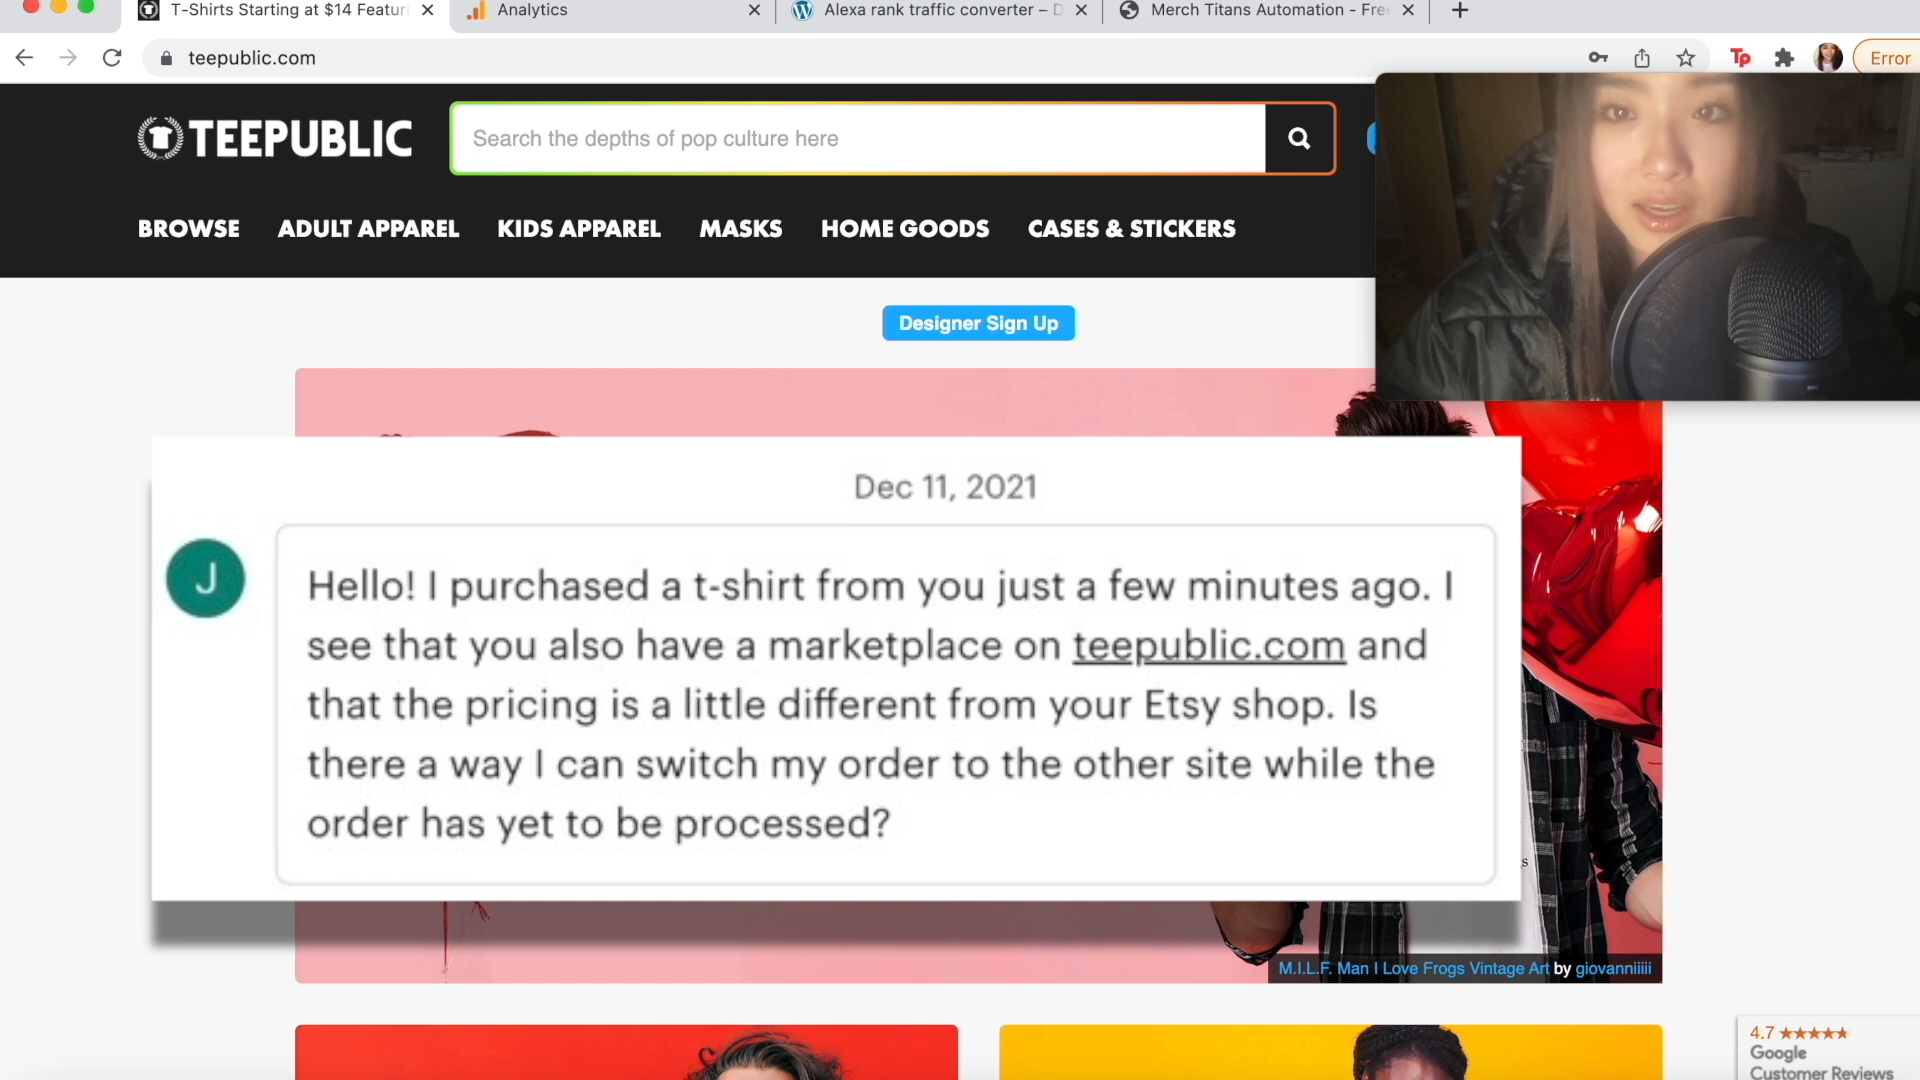 T-Shirts Starting at $14 Featuri
Analytics
Alexa rank traffic converter – D
Merch Titans Automation - Free
teepublic.com
Tp
Error
TEEPUBLIC
Search the depths of pop culture here
BROWSE
ADULT APPAREL
KIDS APPAREL
MASKS
HOME GOODS
CASES & STICKERS
Designer Sign Up
Dec 11, 2021
J
Hello! I purchased a t-shirt from you just a few minutes ago. I
see that you also have a marketplace on teepublic.com and
that the pricing is a little different from your Etsy shop. Is
there a way I can switch my order to the other site while the
order has yet to be processed?
M.I.L.F. Man I Love Frogs Vintage Art by giovanniiiii
4.7
Google
Customer Reviews